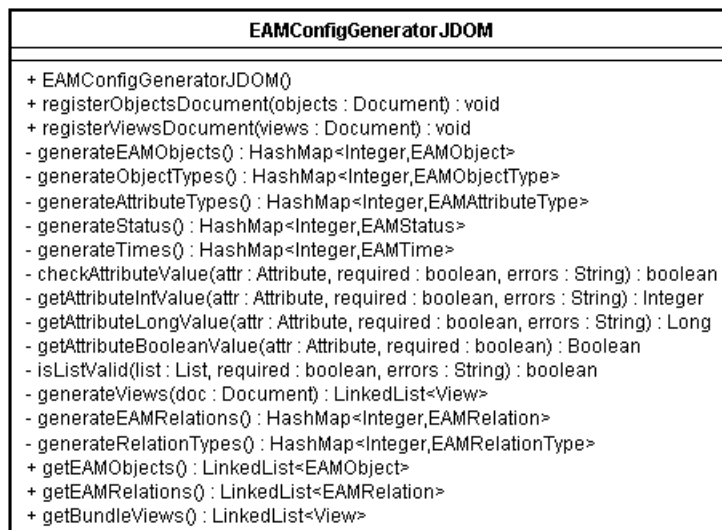 EAMConfigGeneratorJDOM
+ EAMConfigGeneratorJDOM()
+ registerObjectsDocument(objects : Document) : void
+ registerViewsDocument(views : Document) : void
- generateEAMObjects() : HashMap<Integer,EAMObject>
- generateObjectTypes() : HashMap<Integer,EAMObjectType>
- generateAttributeTypes() : HashMap<Integer,EAMAttributeType>
- generateStatus() : HashMap<Integer,EAMStatus>
- generateTimes() : HashMap<Integer,EAMTime>
- checkAttributeValue(attr : Attribute, required : boolean, errors : String) : boolean
- getAttributeIntValue(attr : Attribute, required : boolean, errors : String) : Integer
- getAttributeLongValue(attr : Attribute, required : boolean, errors : String) : Long
- getAttributeBooleanValue(attr : Attribute, required : boolean) : Boolean
- isListValid(list : List, required : boolean, errors : String) : boolean
- generateViews(doc : Document) : LinkedList<View>
- generateEAMRelations() : HashMap<Integer,EAMRelation>
- generateRelationTypes() : HashMap<Integer,EAMRelationType>
+ getEAMObjects() : LinkedList<EAMObject>
+ getEAMRelations() : LinkedList<EAMRelation>
+ getBundleViews() : LinkedList<View>